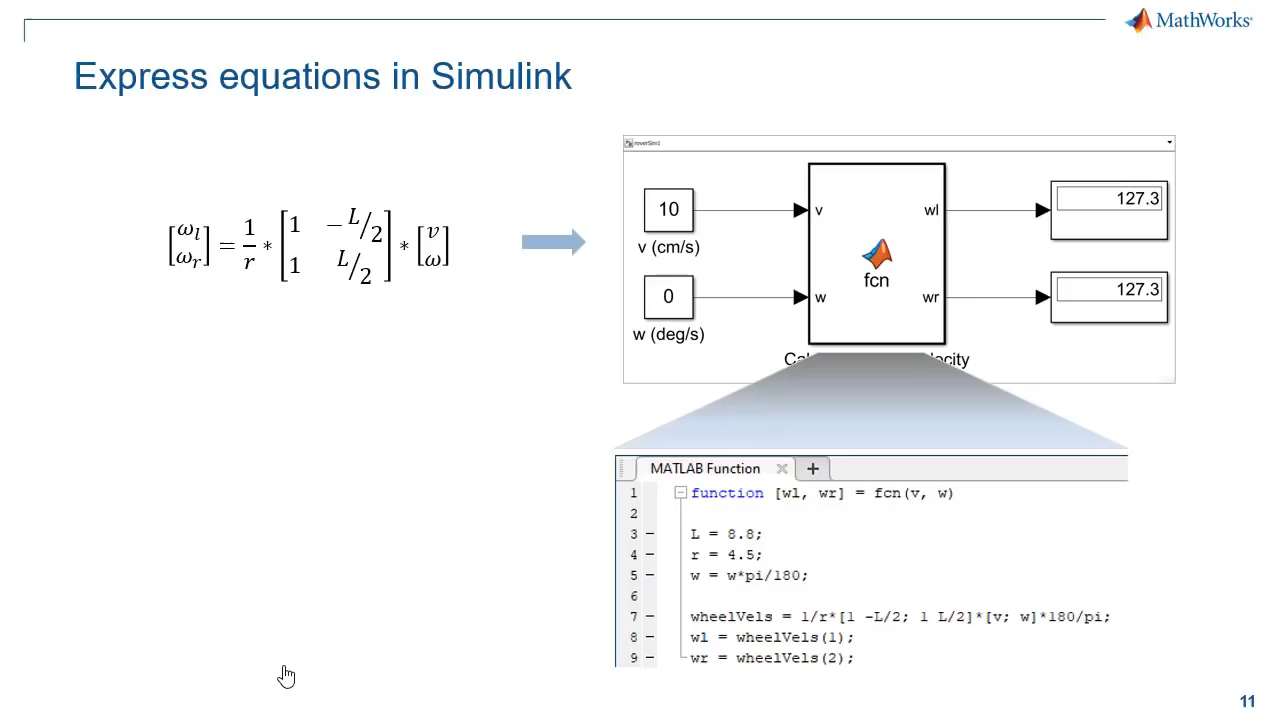 MathWorks®
Express equations in Simulink
[ω_l; ω_r] = 1/r * [1 −L/2; 1 L/2] * [v; ω]
roverSim1
10
v (cm/s)
0
w (deg/s)
v
w
fcn
wl
wr
127.3
127.3
MATLAB Function
1 function [wl, wr] = fcn(v, w)
2
3 L = 8.8;
4 r = 4.5;
5 w = w*pi/180;
6
7 wheelVels = 1/r*[1 -L/2; 1 L/2]*[v; w]*180/pi;
8 wl = wheelVels(1);
9 wr = wheelVels(2);
11